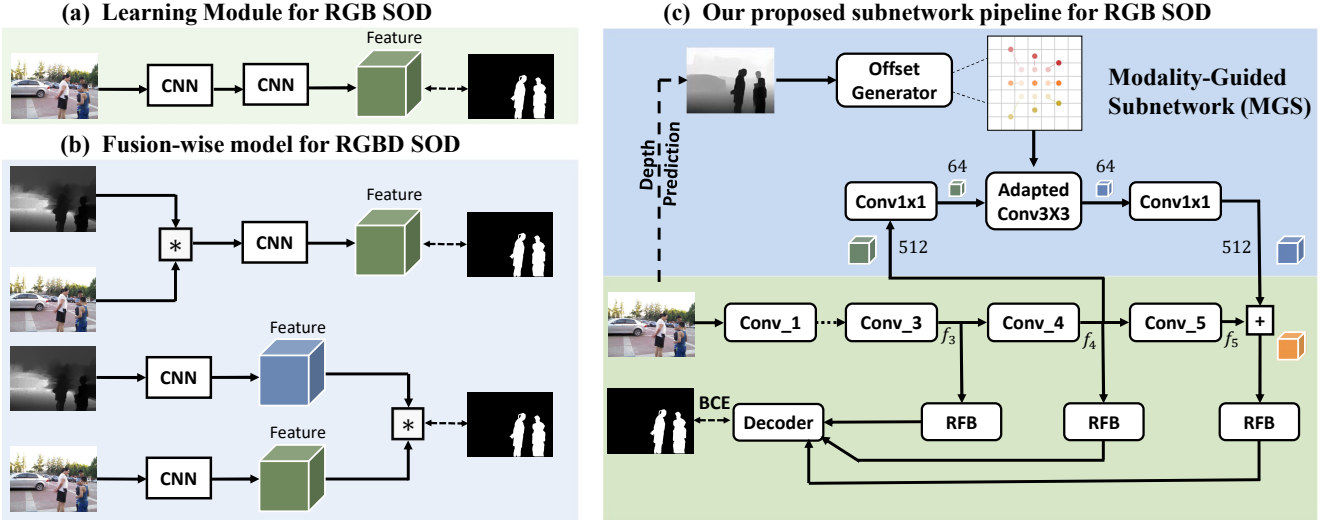 (a) Learning Module for RGB SOD
Feature
CNN
CNN
(b) Fusion-wise model for RGBD SOD
Feature
*
CNN
Feature
CNN
*
Feature
CNN
(c) Our proposed subnetwork pipeline for RGB SOD
Offset
Generator
Modality-Guided
Subnetwork (MGS)
Depth
Prediction
64
64
Conv1x1
Adapted
Conv3X3
Conv1x1
512
512
Conv_1
Conv_3
f3
Conv_4
f4
Conv_5
f5
+
BCE
Decoder
RFB
RFB
RFB